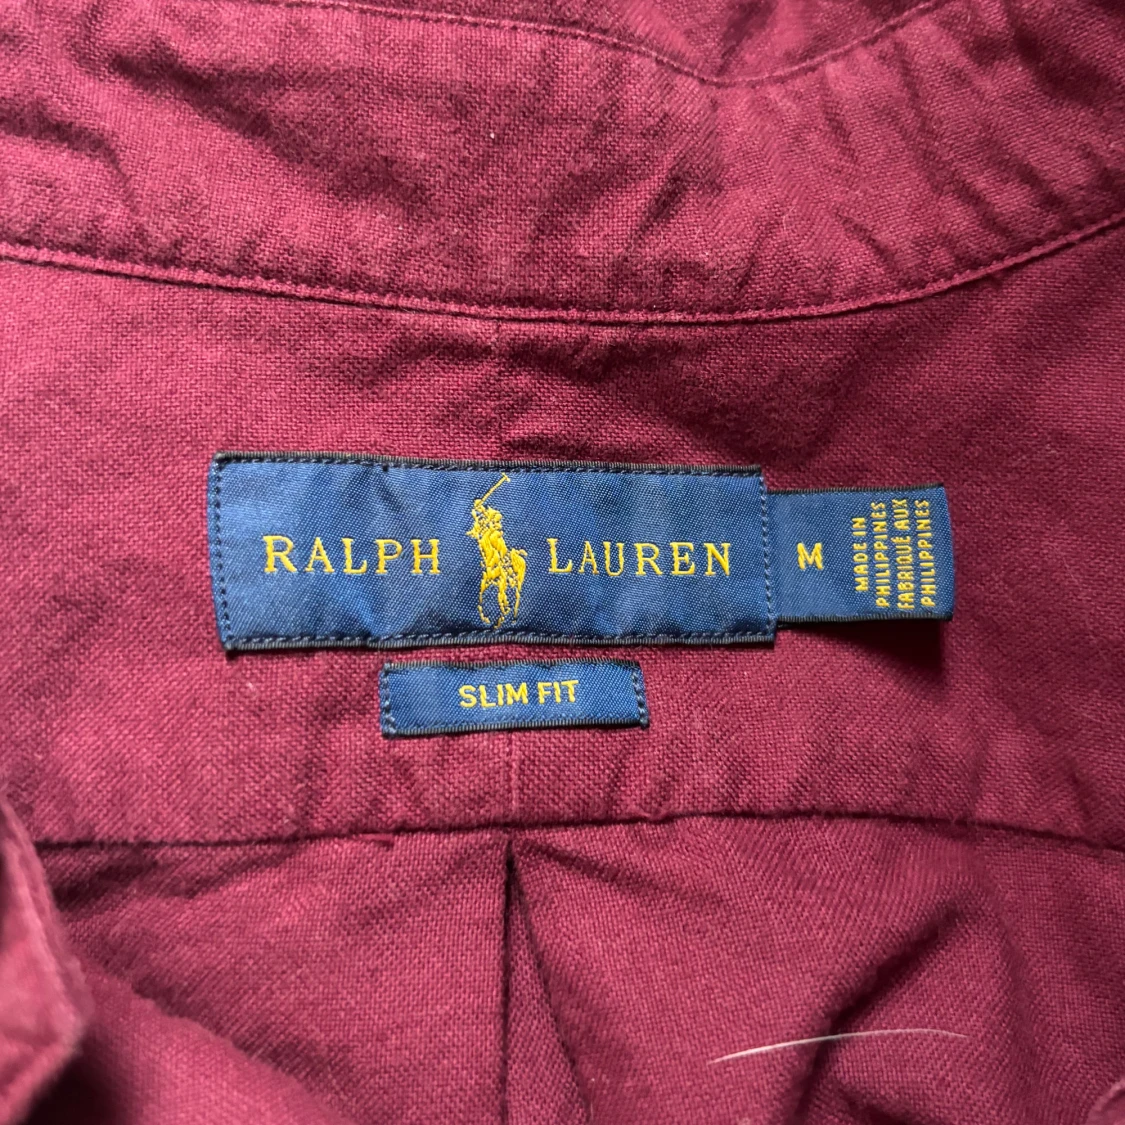 RALPH LAUREN
M
MADE IN
PHILIPPINES
FABRIQUÉ AUX
PHILIPPINES
SLIM FIT